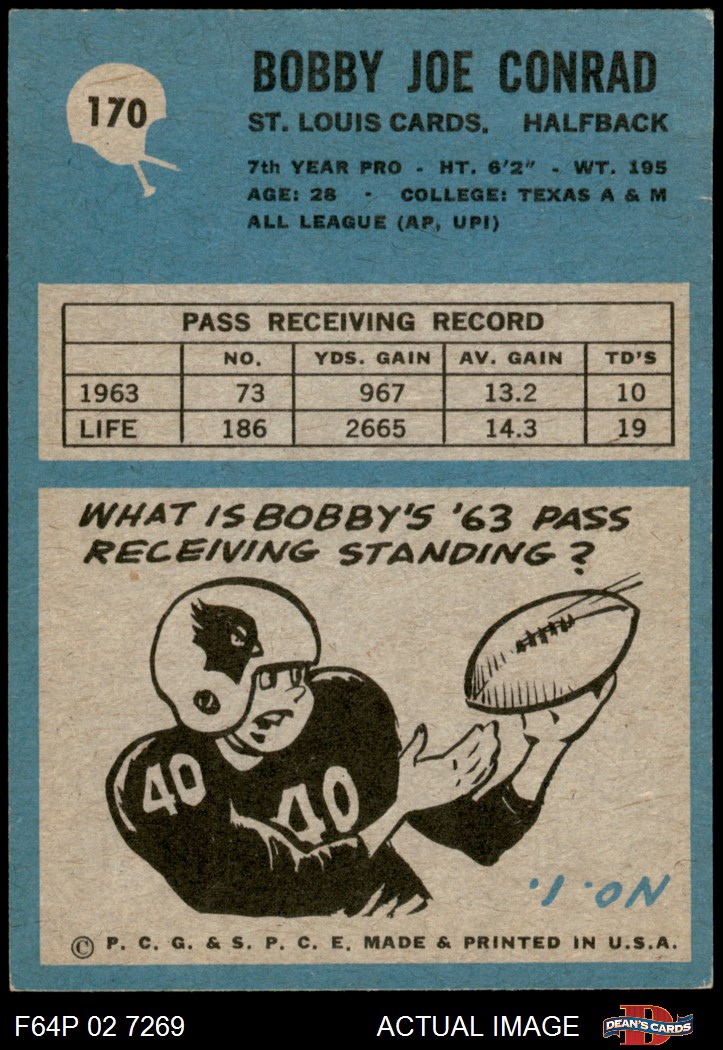 170
BOBBY JOE CONRAD
ST. LOUIS CARDS. HALFBACK
7th YEAR PRO - HT. 6'2" - WT. 195
AGE: 28 - COLLEGE: TEXAS A & M
ALL LEAGUE (AP, UPI)
PASS RECEIVING RECORD
NO. YDS. GAIN AV. GAIN TD'S
1963 73 967 13.2 10
LIFE 186 2665 14.3 19
WHAT IS BOBBY'S '63 PASS
RECEIVING STANDING?
40 40
NO. 1.
© P. C. G. & S. P. C. E. MADE & PRINTED IN U.S.A.
F64P 02 7269 ACTUAL IMAGE D DEAN'S CARDS